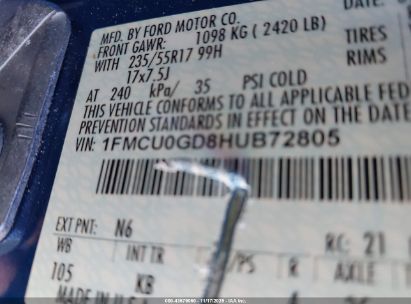 DATE:
MFD. BY FORD MOTOR CO.
FRONT GAWR: 1098 KG ( 2420 LB)
TIRES
WITH 235/55R17 99H
RIMS
17x7.5J
AT 240 kPa/ 35 PSI COLD
THIS VEHICLE CONFORMS TO ALL APPLICABLE FED
PREVENTION STANDARDS IN EFFECT ON THE DATE
VIN: 1FMCU0GD8HUB72805
EXT PNT: N6
RC: 21
WB INT TR /PS R AXLE
105 KB